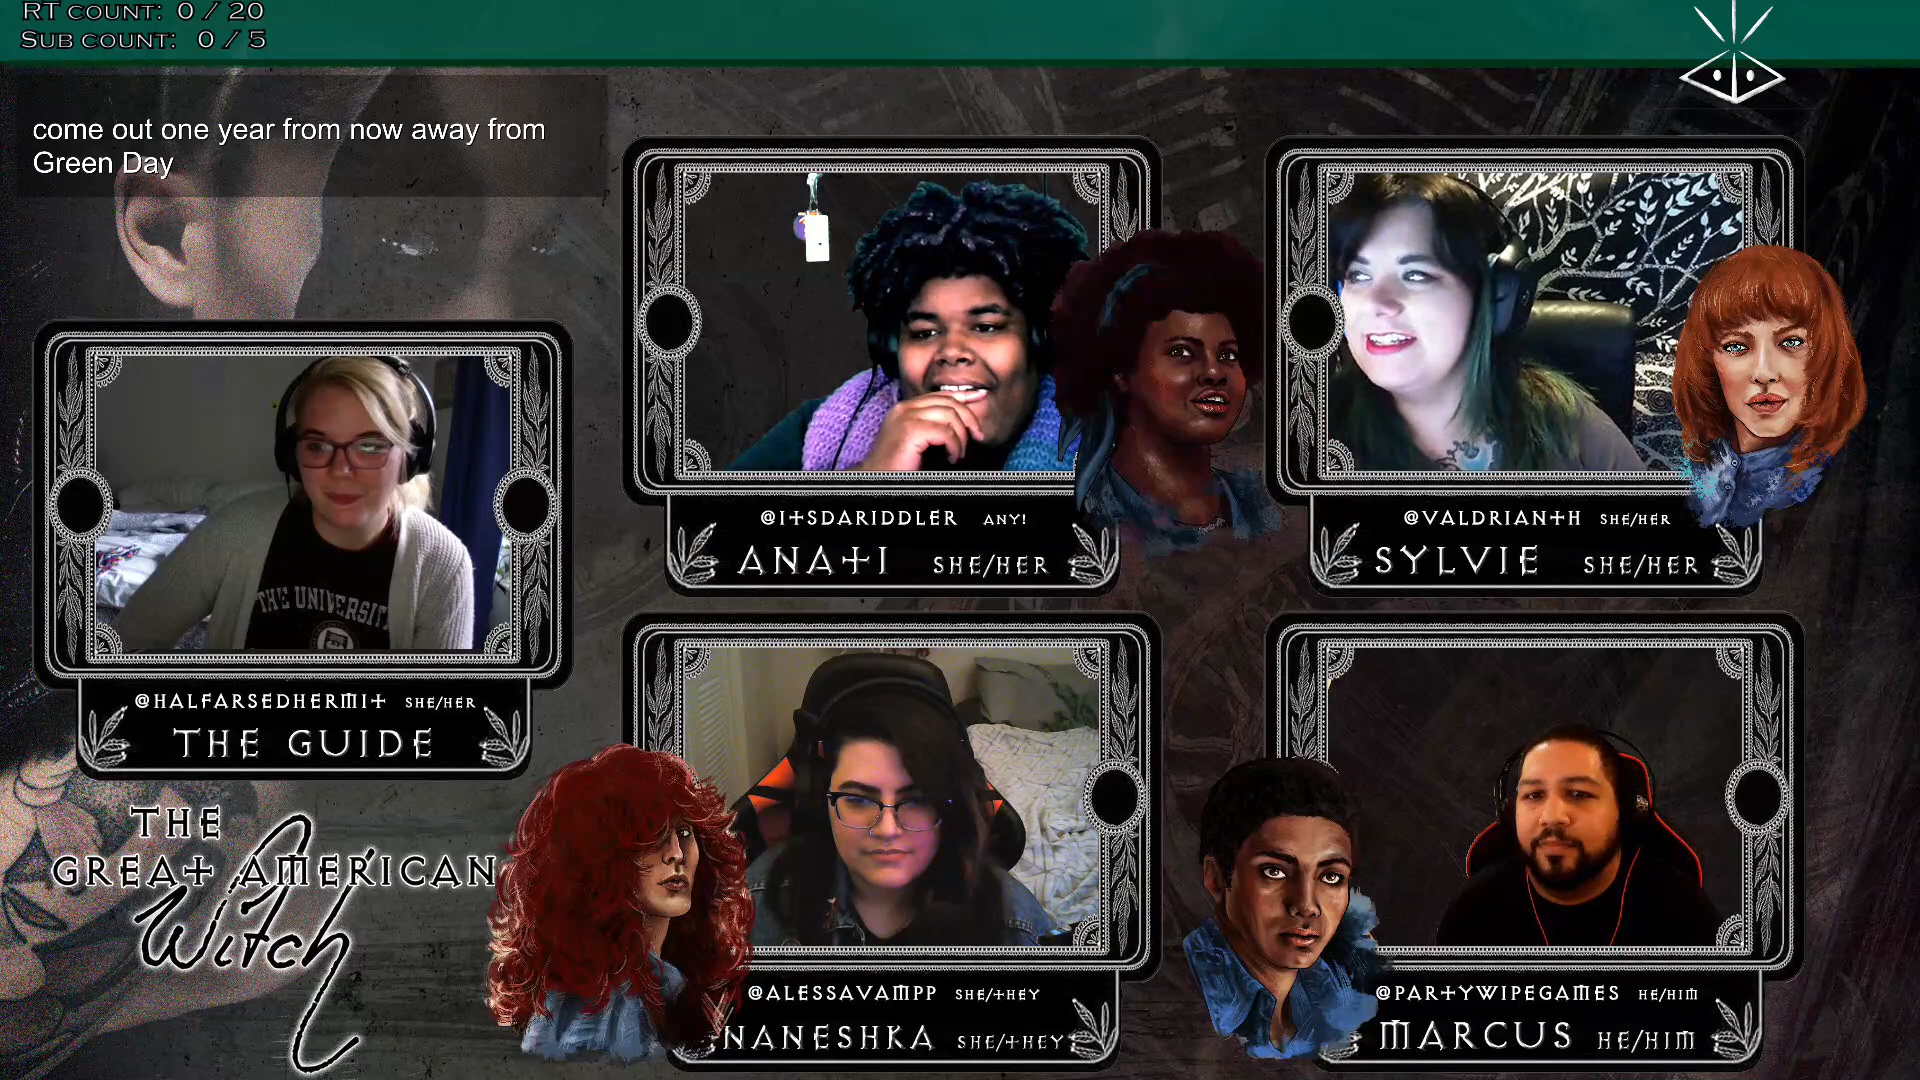 RT COUNT: 0 / 20
SUB COUNT: 0 / 5
come out one year from now away from
Green Day
@ITSDARIDDLER ANY!
ANATI SHE/HER
@VALDRIANTH SHE/HER
SYLVIE SHE/HER
THE UNIVERSIT
@HALFARSEDHERMIT SHE/HER
THE GUIDE
THE
GREAT AMERICAN
Witch
@ALESSAVAMPP SHE/THEY
NANESHKA SHE/THEY
@PARTYWIPEGAMES HE/HIM
MARCUS HE/HIM